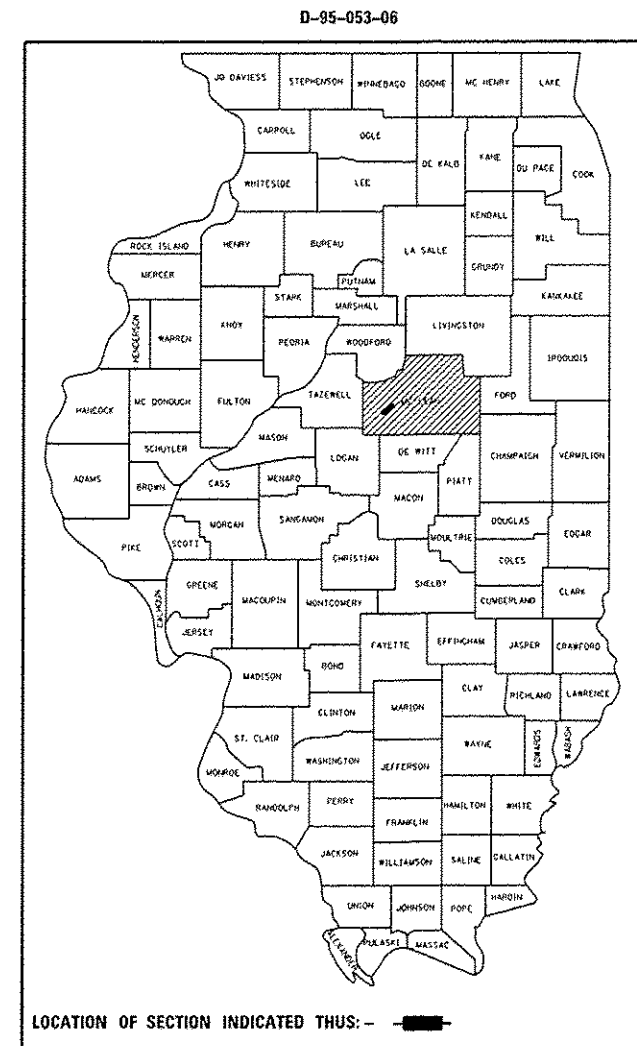 D-95-053-06
JO DAVIESS STEPHENSON WINNEBAGO BOONE MC HENRY LAKE
CARROLL OGLE DE KALB KANE DU PAGE COOK
WHITESIDE LEE
KENDALL
ROCK ISLAND HENRY BUREAU LA SALLE GRUNDY WILL
MERCER PUTNAM
STARK KANKAKEE
HENDERSON WARREN KNOX MARSHALL LIVINGSTON
PEORIA WOODFORD IROQUOIS
HANCOCK MC DONOUGH FULTON TAZEWELL FORD
MASON
SCHUYLER LOGAN DE WITT CHAMPAIGN VERMILION
ADAMS BROWN CASS MENARD PIATT
MACON
MORGAN SANGAMON DOUGLAS EDGAR
PIKE SCOTT CHRISTIAN MOULTRIE COLES
SHELBY
GREENE CUMBERLAND CLARK
CALHOUN MACOUPIN MONTGOMERY
JERSEY FAYETTE EFFINGHAM JASPER CRAWFORD
BOND
MADISON CLAY RICHLAND LAWRENCE
CLINTON MARION
ST. CLAIR WAYNE EDWARDS WABASH
WASHINGTON JEFFERSON
MONROE
RANDOLPH PERRY HAMILTON WHITE
FRANKLIN
JACKSON WILLIAMSON SALINE GALLATIN
HARDIN
UNION JOHNSON POPE
ALEXANDER PULASKI MASSAC
LOCATION OF SECTION INDICATED THUS: -